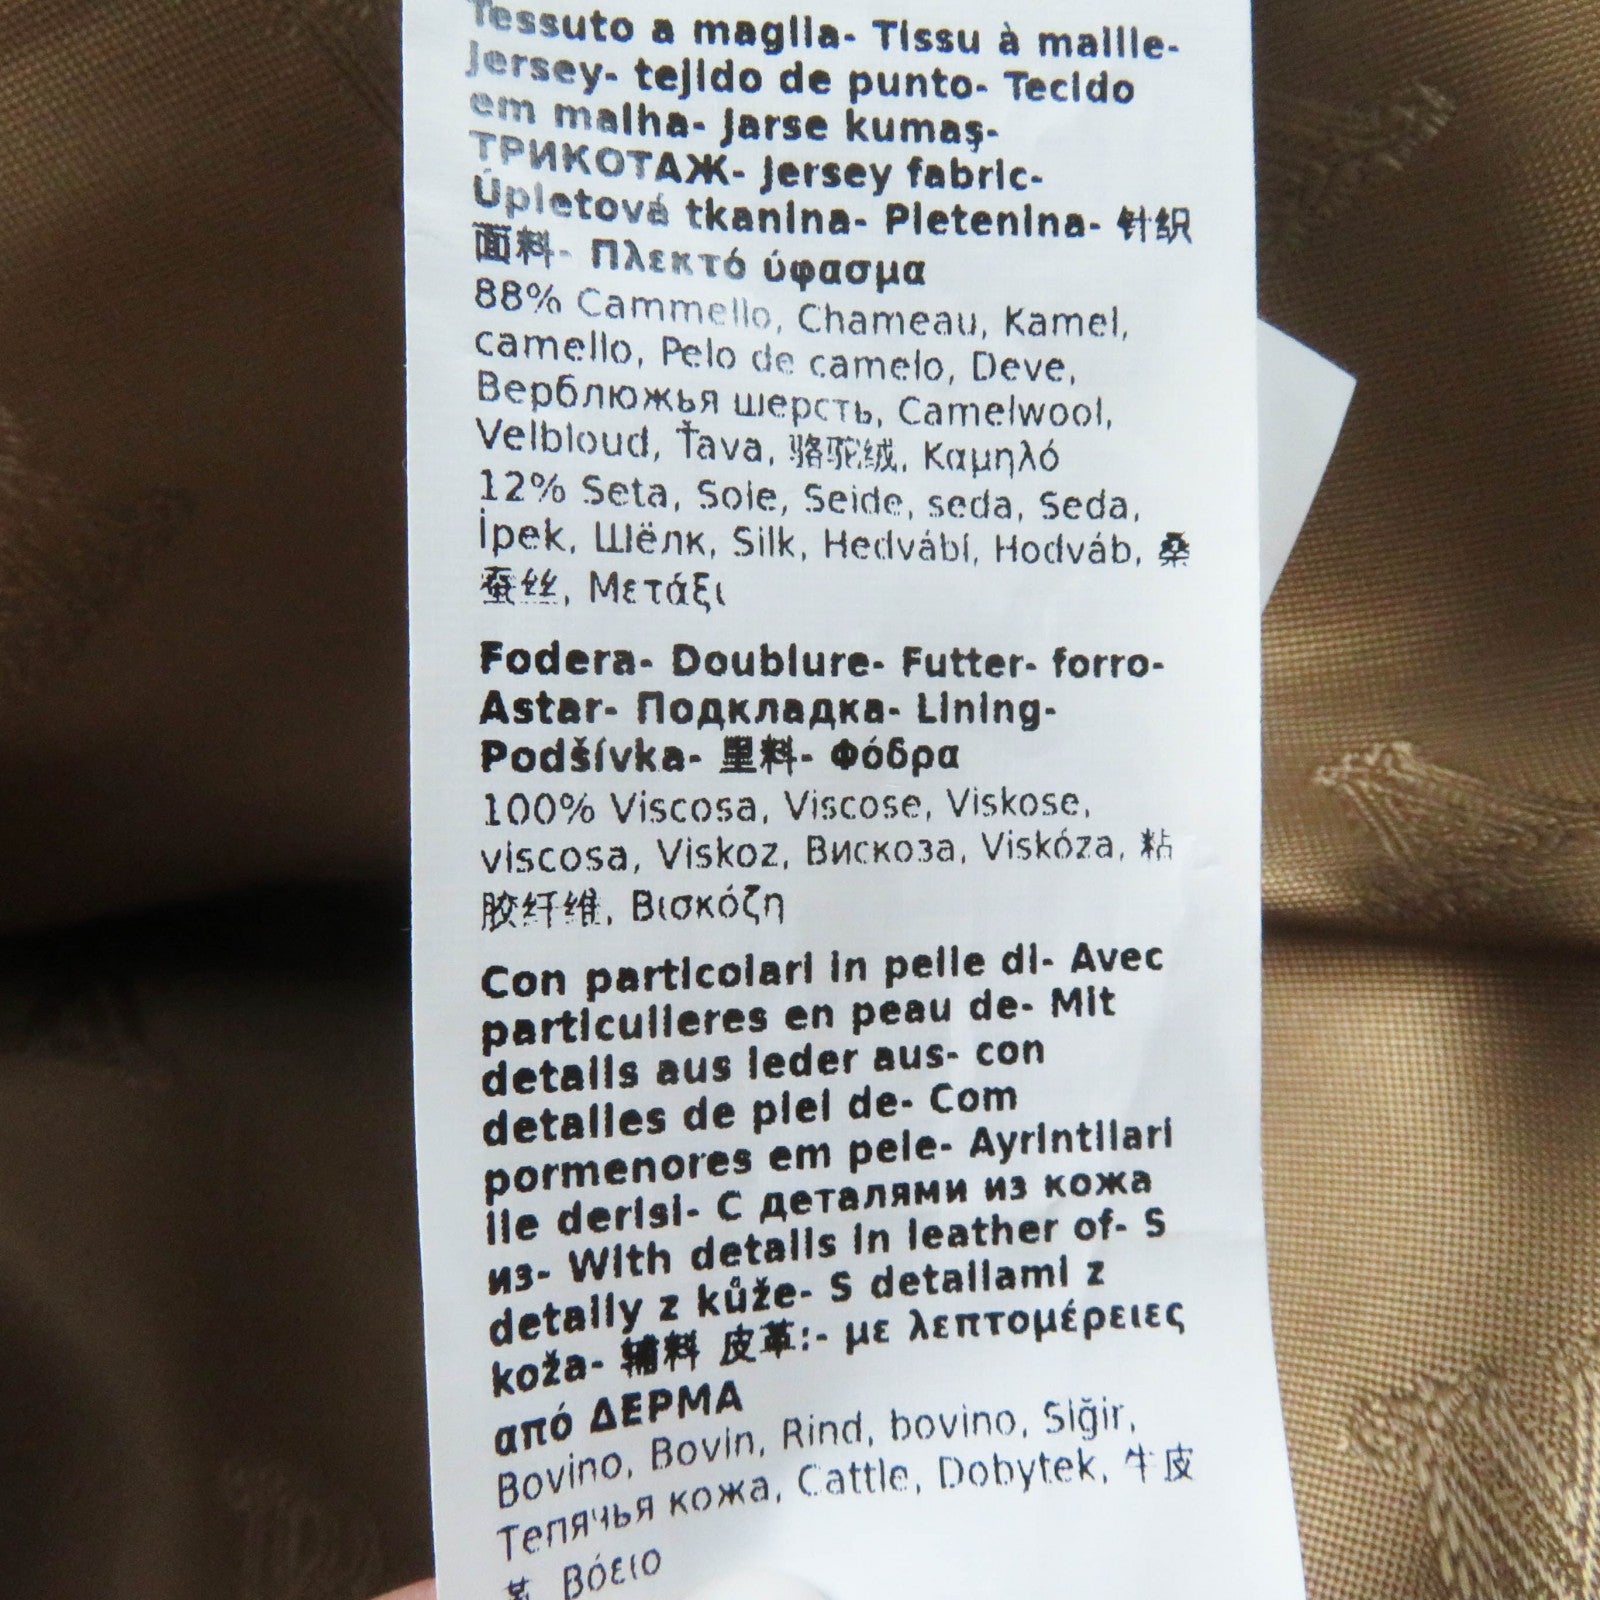 Tessuto a maglia- Tissu à maille-
Jersey- tejido de punto- Tecido
em malha- Jarse kumaş-
ТРИКОТАЖ- Jersey fabric-
Úpletová tkanina- Pletenina- 针织
面料- Πλεκτό ύφασμα
88% Cammello, Chameau, Kamel,
camello, Pelo de camelo, Deve,
Верблюжья шерсть, Camelwool,
Velbloud, Ťava, 骆驼绒, Καμηλό
12% Seta, Soie, Seide, seda, Seda,
İpek, Шёлк, Silk, Hedvábí, Hodváb, 桑
蚕丝, Μετάξι
Fodera- Doublure- Futter- forro-
Astar- Подкладка- Lining-
Podšívka- 里料- Φόδρα
100% Viscosa, Viscose, Viskose,
viscosa, Viskoz, Вискоза, Viskóza, 粘
胶纤维, Βισκόζη
Con particolari in pelle di- Avec
particulieres en peau de- Mit
details aus leder aus- con
detalles de piel de- Com
pormenores em pele- Ayrintilari
ile derisi- С деталями из кожа
из- With details in leather of- S
detaily z kůže- S detailami z
koža- 辅料 皮革:- με λεπτομέρειες
από ΔΕΡΜΑ
Bovino, Bovin, Rind, bovino, Siğir,
Телячья кожа, Cattle, Dobytek, 牛皮
革, Βόειο